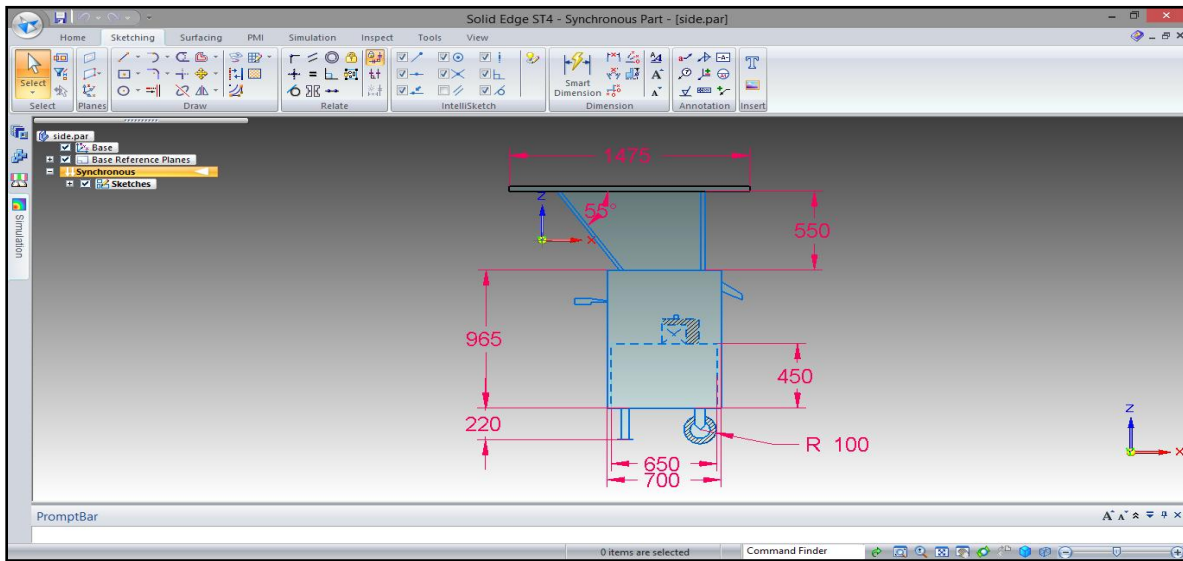 Solid Edge ST4 - Synchronous Part - [side.par]
Home Sketching Surfacing PMI Simulation Inspect Tools View
Select
Smart
Dimension
Select Planes Draw Relate IntelliSketch Dimension Annotation Insert
side.par
Base
Base Reference Planes
Synchronous
Sketches
Simulation
1475
Z
55°
X
550
965
450
220
R 100
650
700
Z
X
PromptBar
0 items are selected
Command Finder